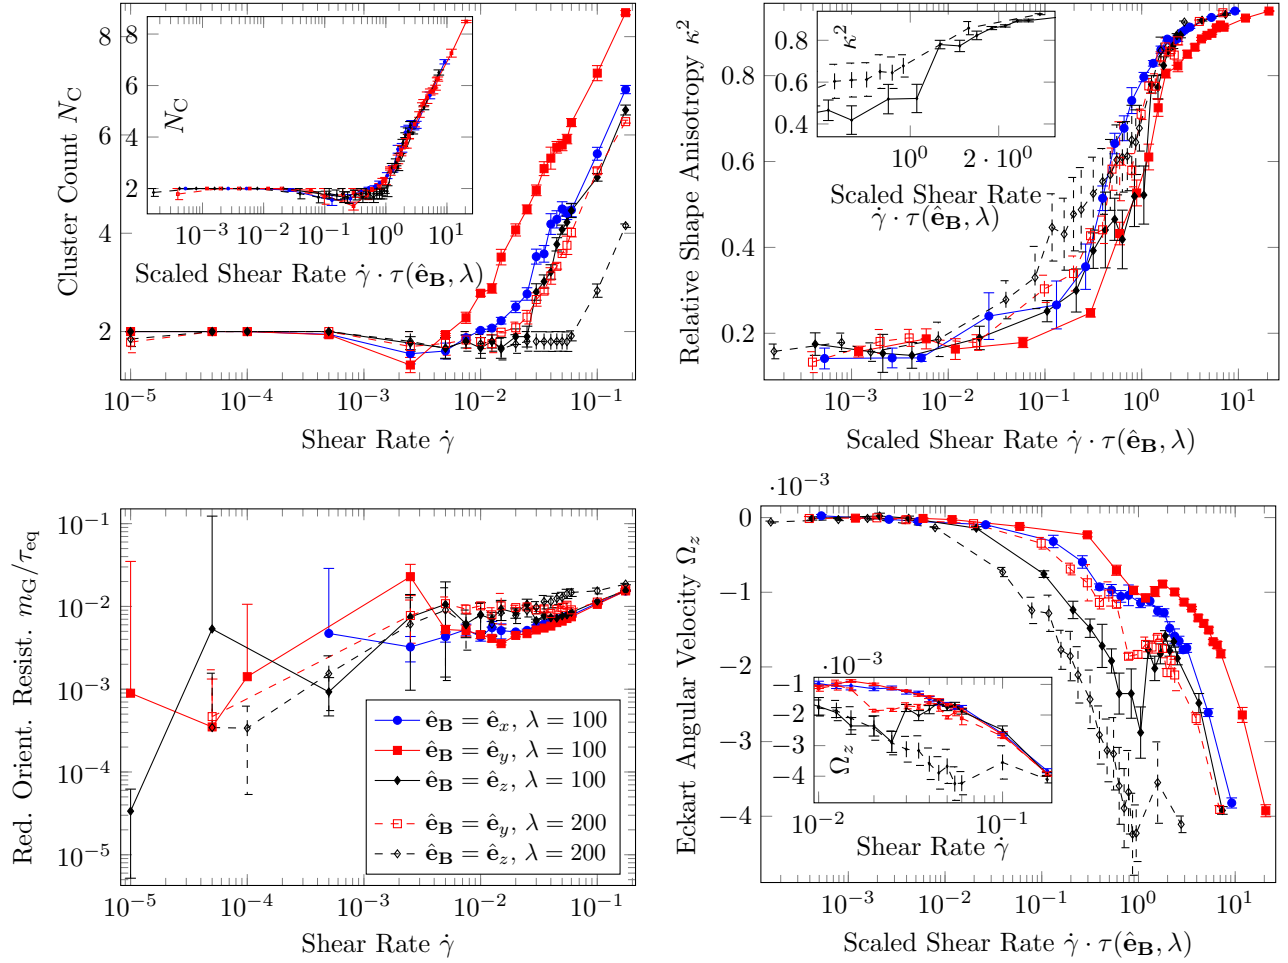 Cluster Count N_C
8
6
4
2
10^−5
10^−4
10^−3
10^−2
10^−1
Shear Rate γ̇
N_C
8
6
4
2
10^−3
10^−2
10^−1
10^0
10^1
Scaled Shear Rate γ̇ · τ(ê_B, λ)
Relative Shape Anisotropy κ^2
0.8
0.6
0.4
0.2
10^−3
10^−2
10^−1
10^0
10^1
Scaled Shear Rate γ̇ · τ(ê_B, λ)
κ^2
0.8
0.6
0.4
10^0
2 · 10^0
Scaled Shear Rate
γ̇ · τ(ê_B, λ)
Red. Orient. Resist. m_G/τ_eq
10^−1
10^−2
10^−3
10^−4
10^−5
10^−5
10^−4
10^−3
10^−2
10^−1
Shear Rate γ̇
ê_B = ê_x, λ = 100
ê_B = ê_y, λ = 100
ê_B = ê_z, λ = 100
ê_B = ê_y, λ = 200
ê_B = ê_z, λ = 200
·10^−3
Eckart Angular Velocity Ω_z
0
−1
−2
−3
−4
10^−3
10^−2
10^−1
10^0
10^1
Scaled Shear Rate γ̇ · τ(ê_B, λ)
·10^−3
Ω_z
−1
−2
−3
−4
10^−2
10^−1
Shear Rate γ̇